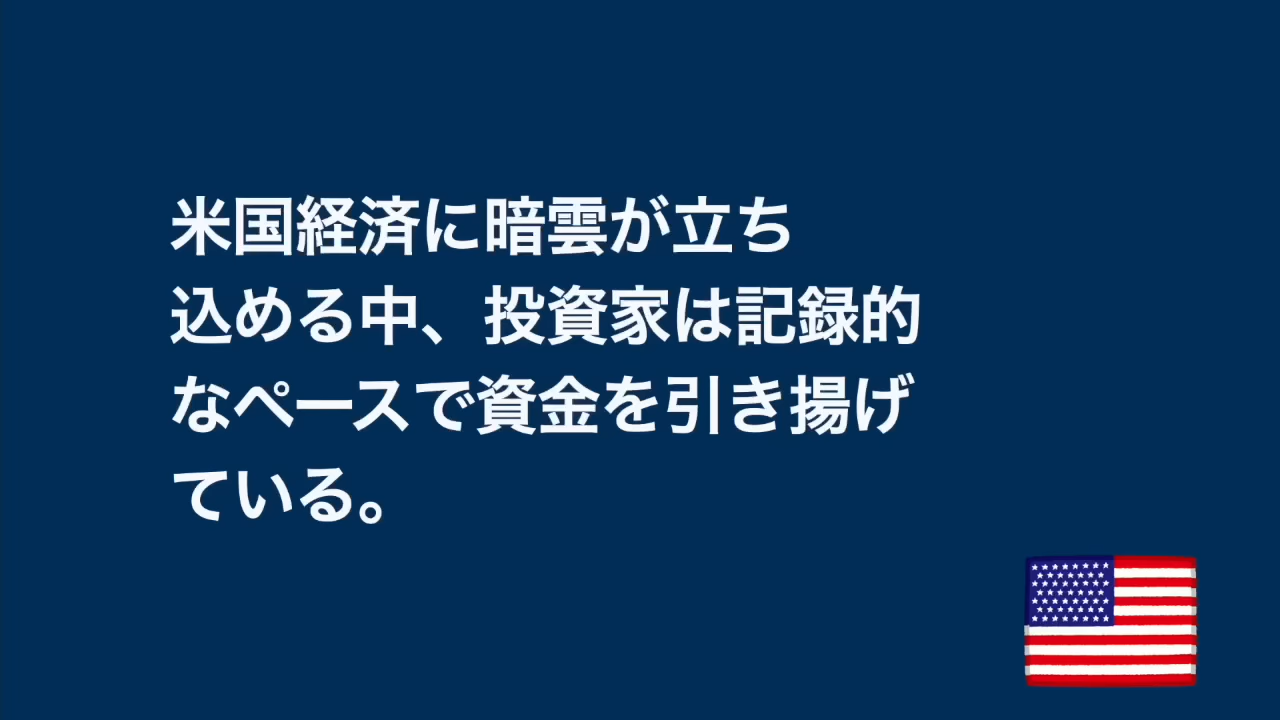 米国経済に暗雲が立ち
込める中、投資家は記録的
なペースで資金を引き揚げ
ている。